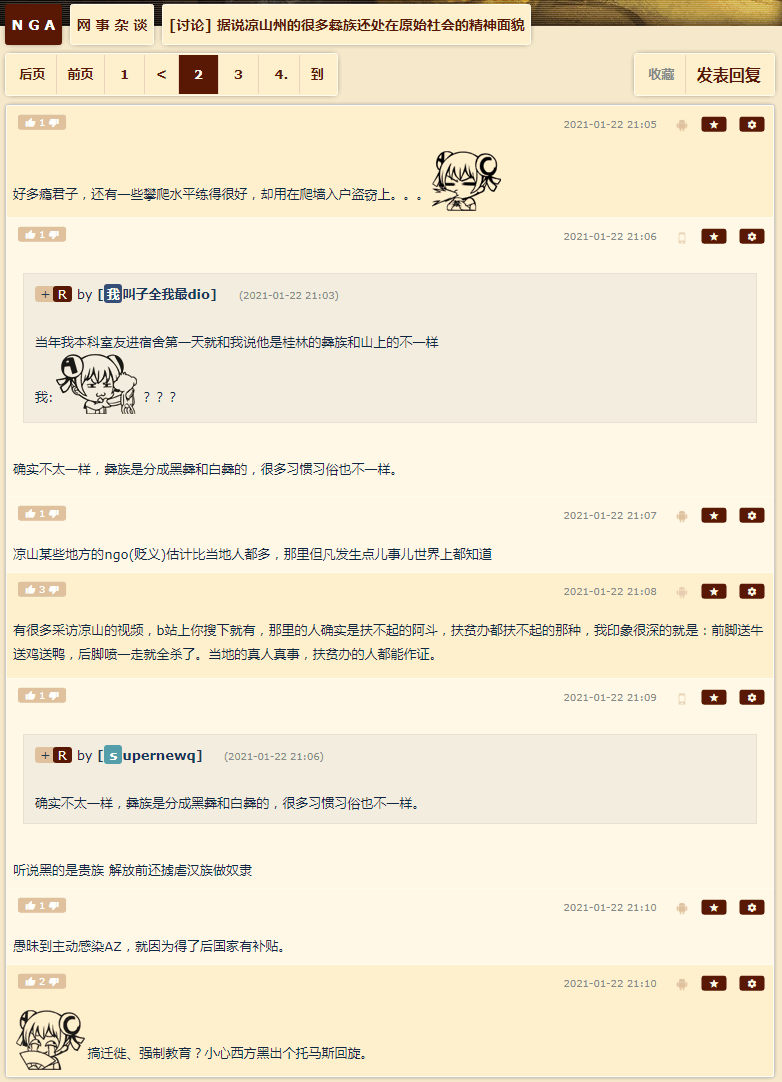 NGA 网事杂谈 [讨论] 据说凉山州的很多彝族还处在原始社会的精神面貌
后页 前页 1 < 2 3 4. 到 收藏 发表回复
1 2021-01-22 21:05
好多瘾君子，还有一些攀爬水平练得很好，却用在爬墙入户盗窃上。。。
1 2021-01-22 21:06
+ R by [我叫子全我最dio] (2021-01-22 21:03)
当年我本科室友进宿舍第一天就和我说他是桂林的彝族和山上的不一样
我: ？？？
确实不太一样，彝族是分成黑彝和白彝的，很多习惯习俗也不一样。
1 2021-01-22 21:07
凉山某些地方的ngo(贬义)估计比当地人都多，那里但凡发生点儿事儿世界上都知道
3 2021-01-22 21:08
有很多采访凉山的视频，b站上你搜下就有，那里的人确实是扶不起的阿斗，扶贫办都扶不起的那种，我印象很深的就是：前脚送牛
送鸡送鸭，后脚喷一走就全杀了。当地的真人真事，扶贫办的人都能作证。
1 2021-01-22 21:09
+ R by [supernewq] (2021-01-22 21:06)
确实不太一样，彝族是分成黑彝和白彝的，很多习惯习俗也不一样。
听说黑的是贵族 解放前还掳虐汉族做奴隶
1 2021-01-22 21:10
愚昧到主动感染AZ，就因为得了后国家有补贴。
2 2021-01-22 21:10
搞迁徙、强制教育？小心西方黑出个托马斯回旋。